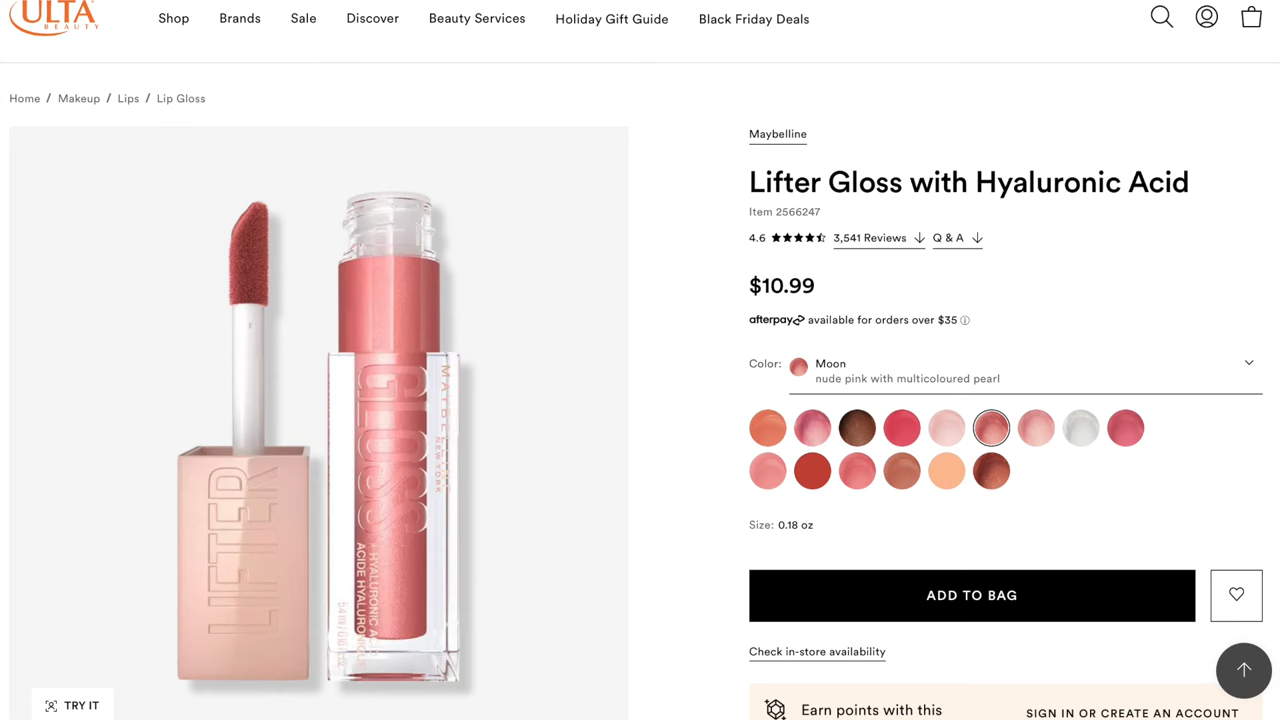 ULTA
BEAUTY
Shop Brands Sale Discover Beauty Services Holiday Gift Guide Black Friday Deals
Home / Makeup / Lips / Lip Gloss
Maybelline
Lifter Gloss with Hyaluronic Acid
Item 2566247
4.6 3,541 Reviews Q & A
$10.99
afterpay available for orders over $35
Color: Moon
nude pink with multicoloured pearl
Size: 0.18 oz
ADD TO BAG
Check in-store availability
Earn points with this
SIGN IN OR CREATE AN ACCOUNT
LIFTER
GLOSS
MAYBELLINE
NEW YORK
+ HYALURONIC AC
ACIDE HYALURONIQUE
TRY IT